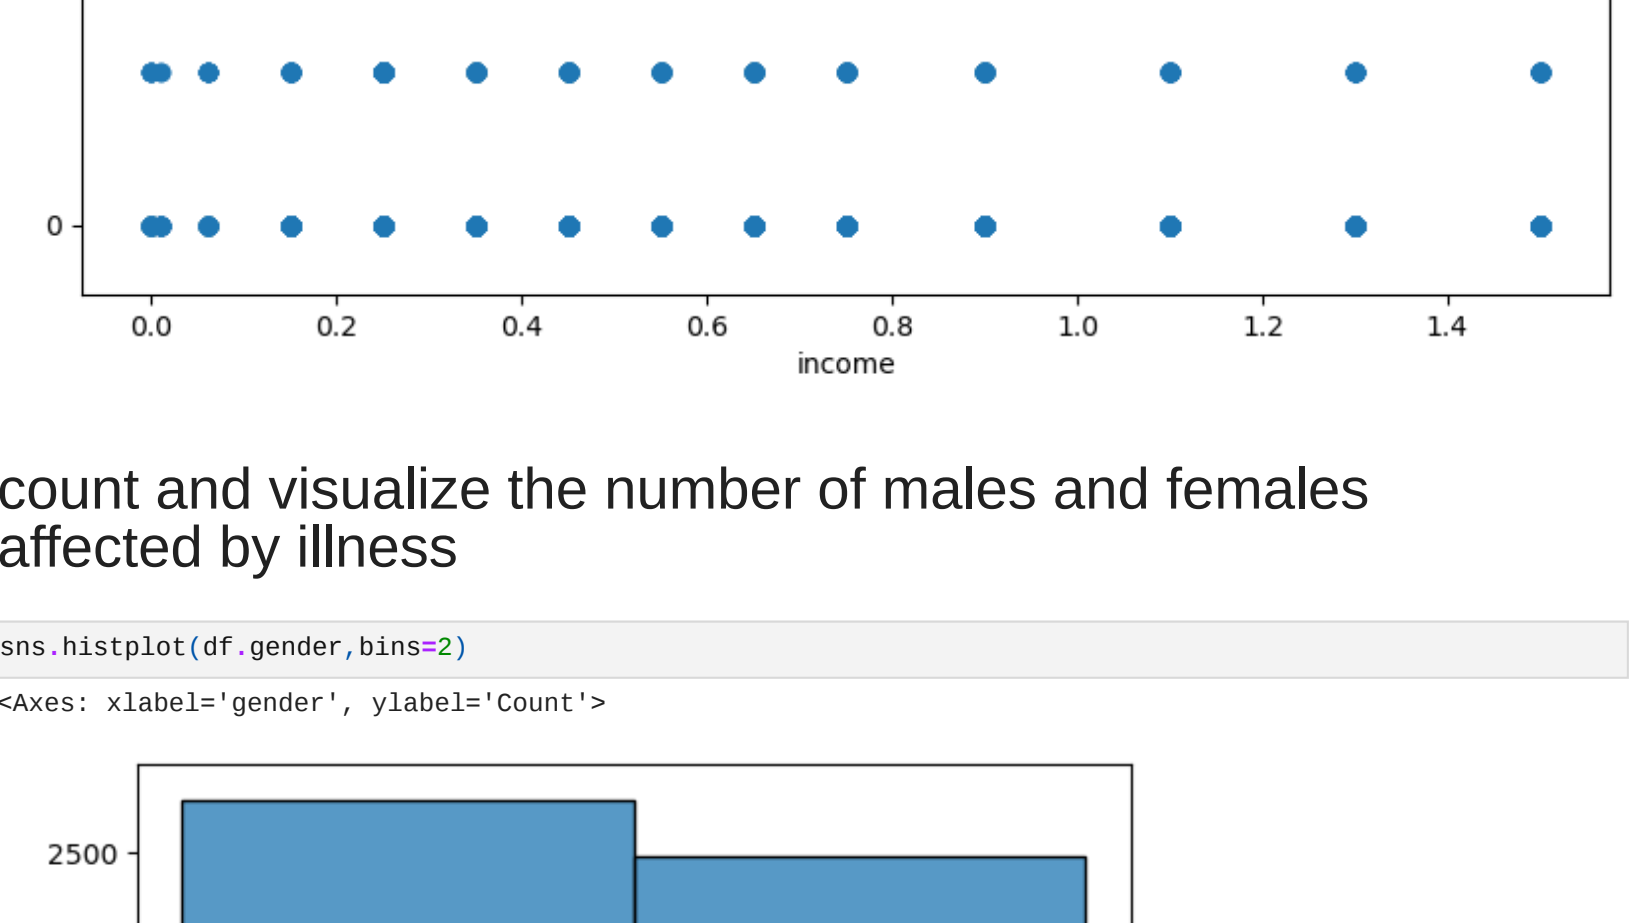 0
0.0 0.2 0.4 0.6 0.8 1.0 1.2 1.4
income
count and visualize the number of males and females
affected by illness
sns.histplot(df.gender,bins=2)
<Axes: xlabel='gender', ylabel='Count'>
2500